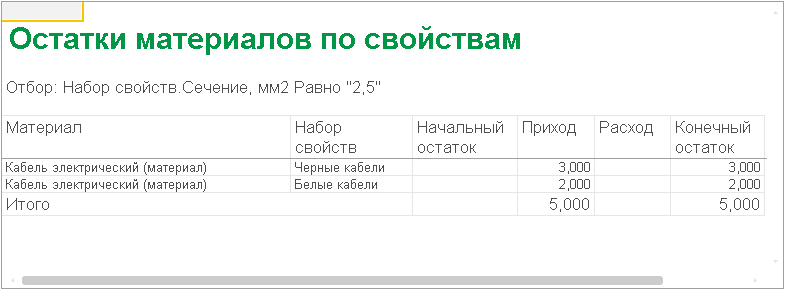 Остатки материалов по свойствам
Отбор: Набор свойств.Сечение, мм2 Равно "2,5"
Материал Набор свойств Начальный остаток Приход Расход Конечный остаток
Кабель электрический (материал) Черные кабели 3,000 3,000
Кабель электрический (материал) Белые кабели 2,000 2,000
Итого 5,000 5,000